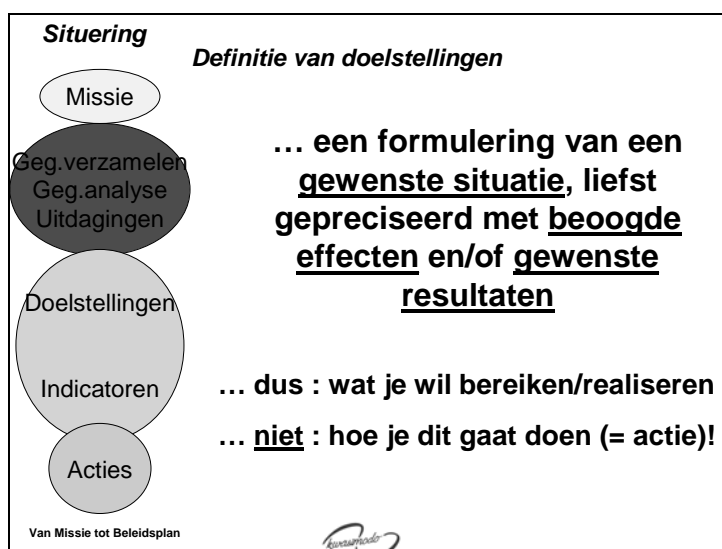 Situering
Definitie van doelstellingen
Missie
Geg.verzamelen
Geg.analyse
Uitdagingen
Doelstellingen
Indicatoren
Acties
… een formulering van een
gewenste situatie, liefst
gepreciseerd met beoogde
effecten en/of gewenste
resultaten
… dus : wat je wil bereiken/realiseren
… niet : hoe je dit gaat doen (= actie)!
Van Missie tot Beleidsplan
kwasimodo